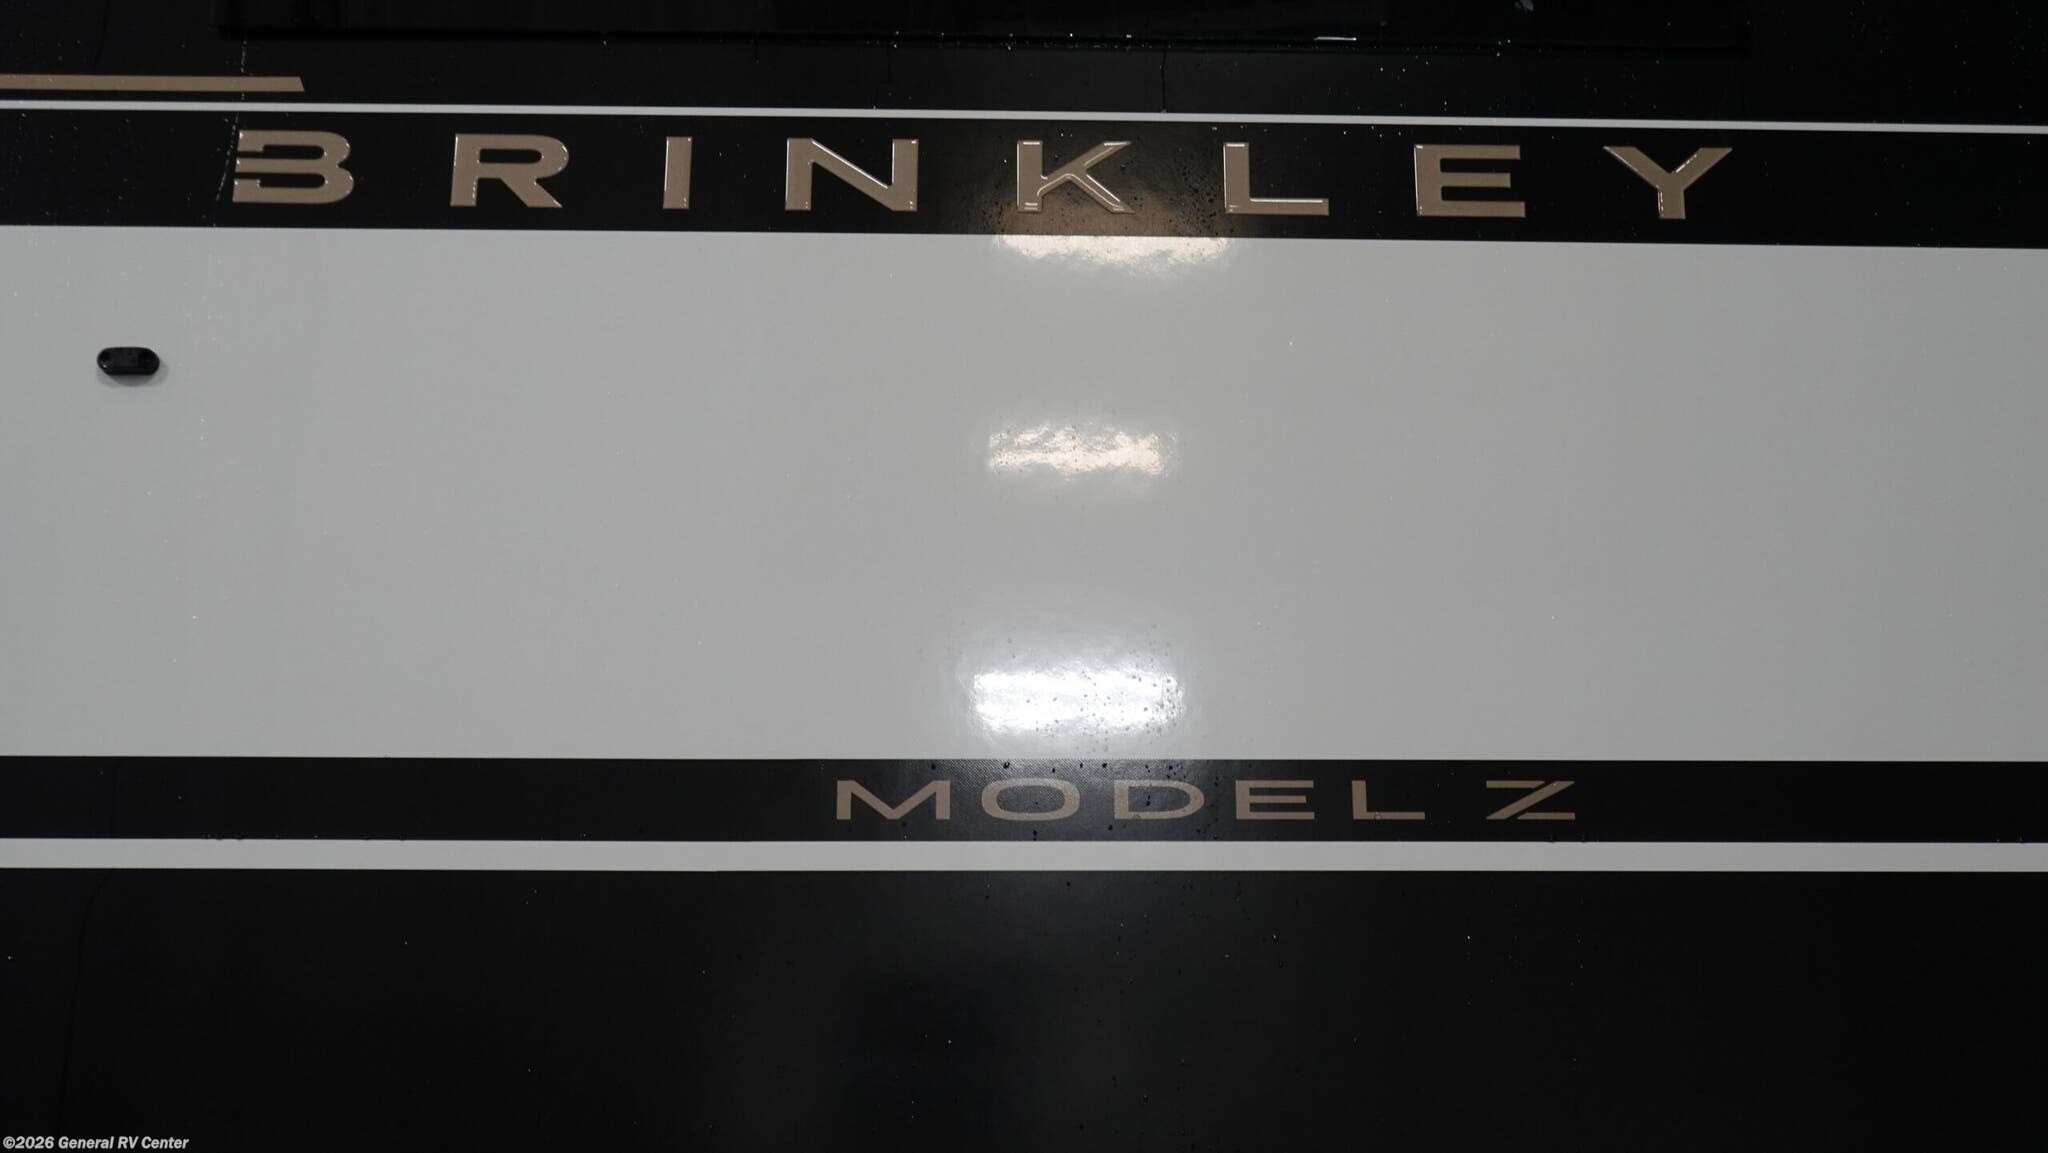 BRINKLEY
MODEL Z
©2026 General RV Center